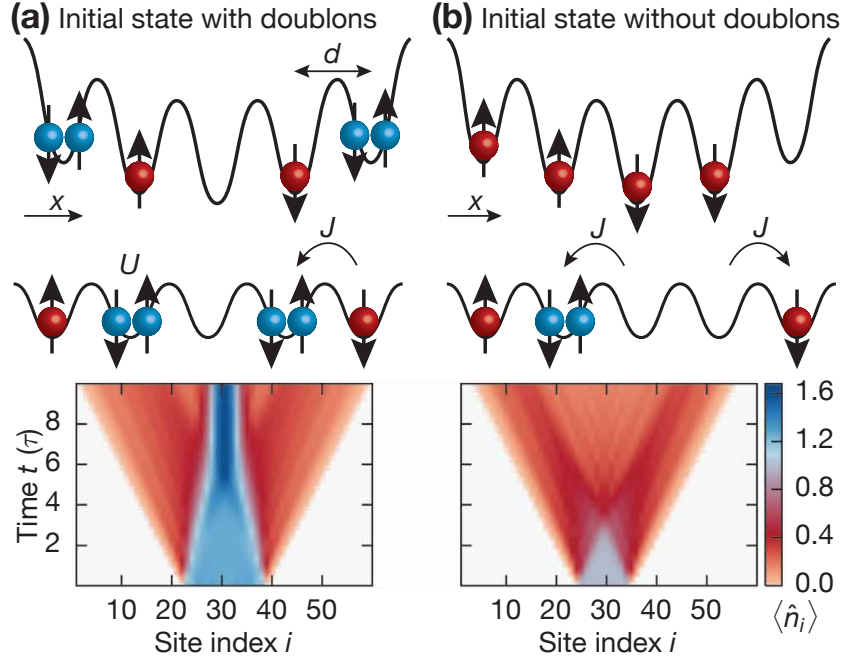 (a) Initial state with doublons
d
x
U
J
(b) Initial state without doublons
x
J
J
Time t (τ)
8
6
4
2
10 20 30 40 50
Site index i
10 20 30 40 50
Site index i
1.6
1.2
0.8
0.4
0.0
⟨n̂ᵢ⟩